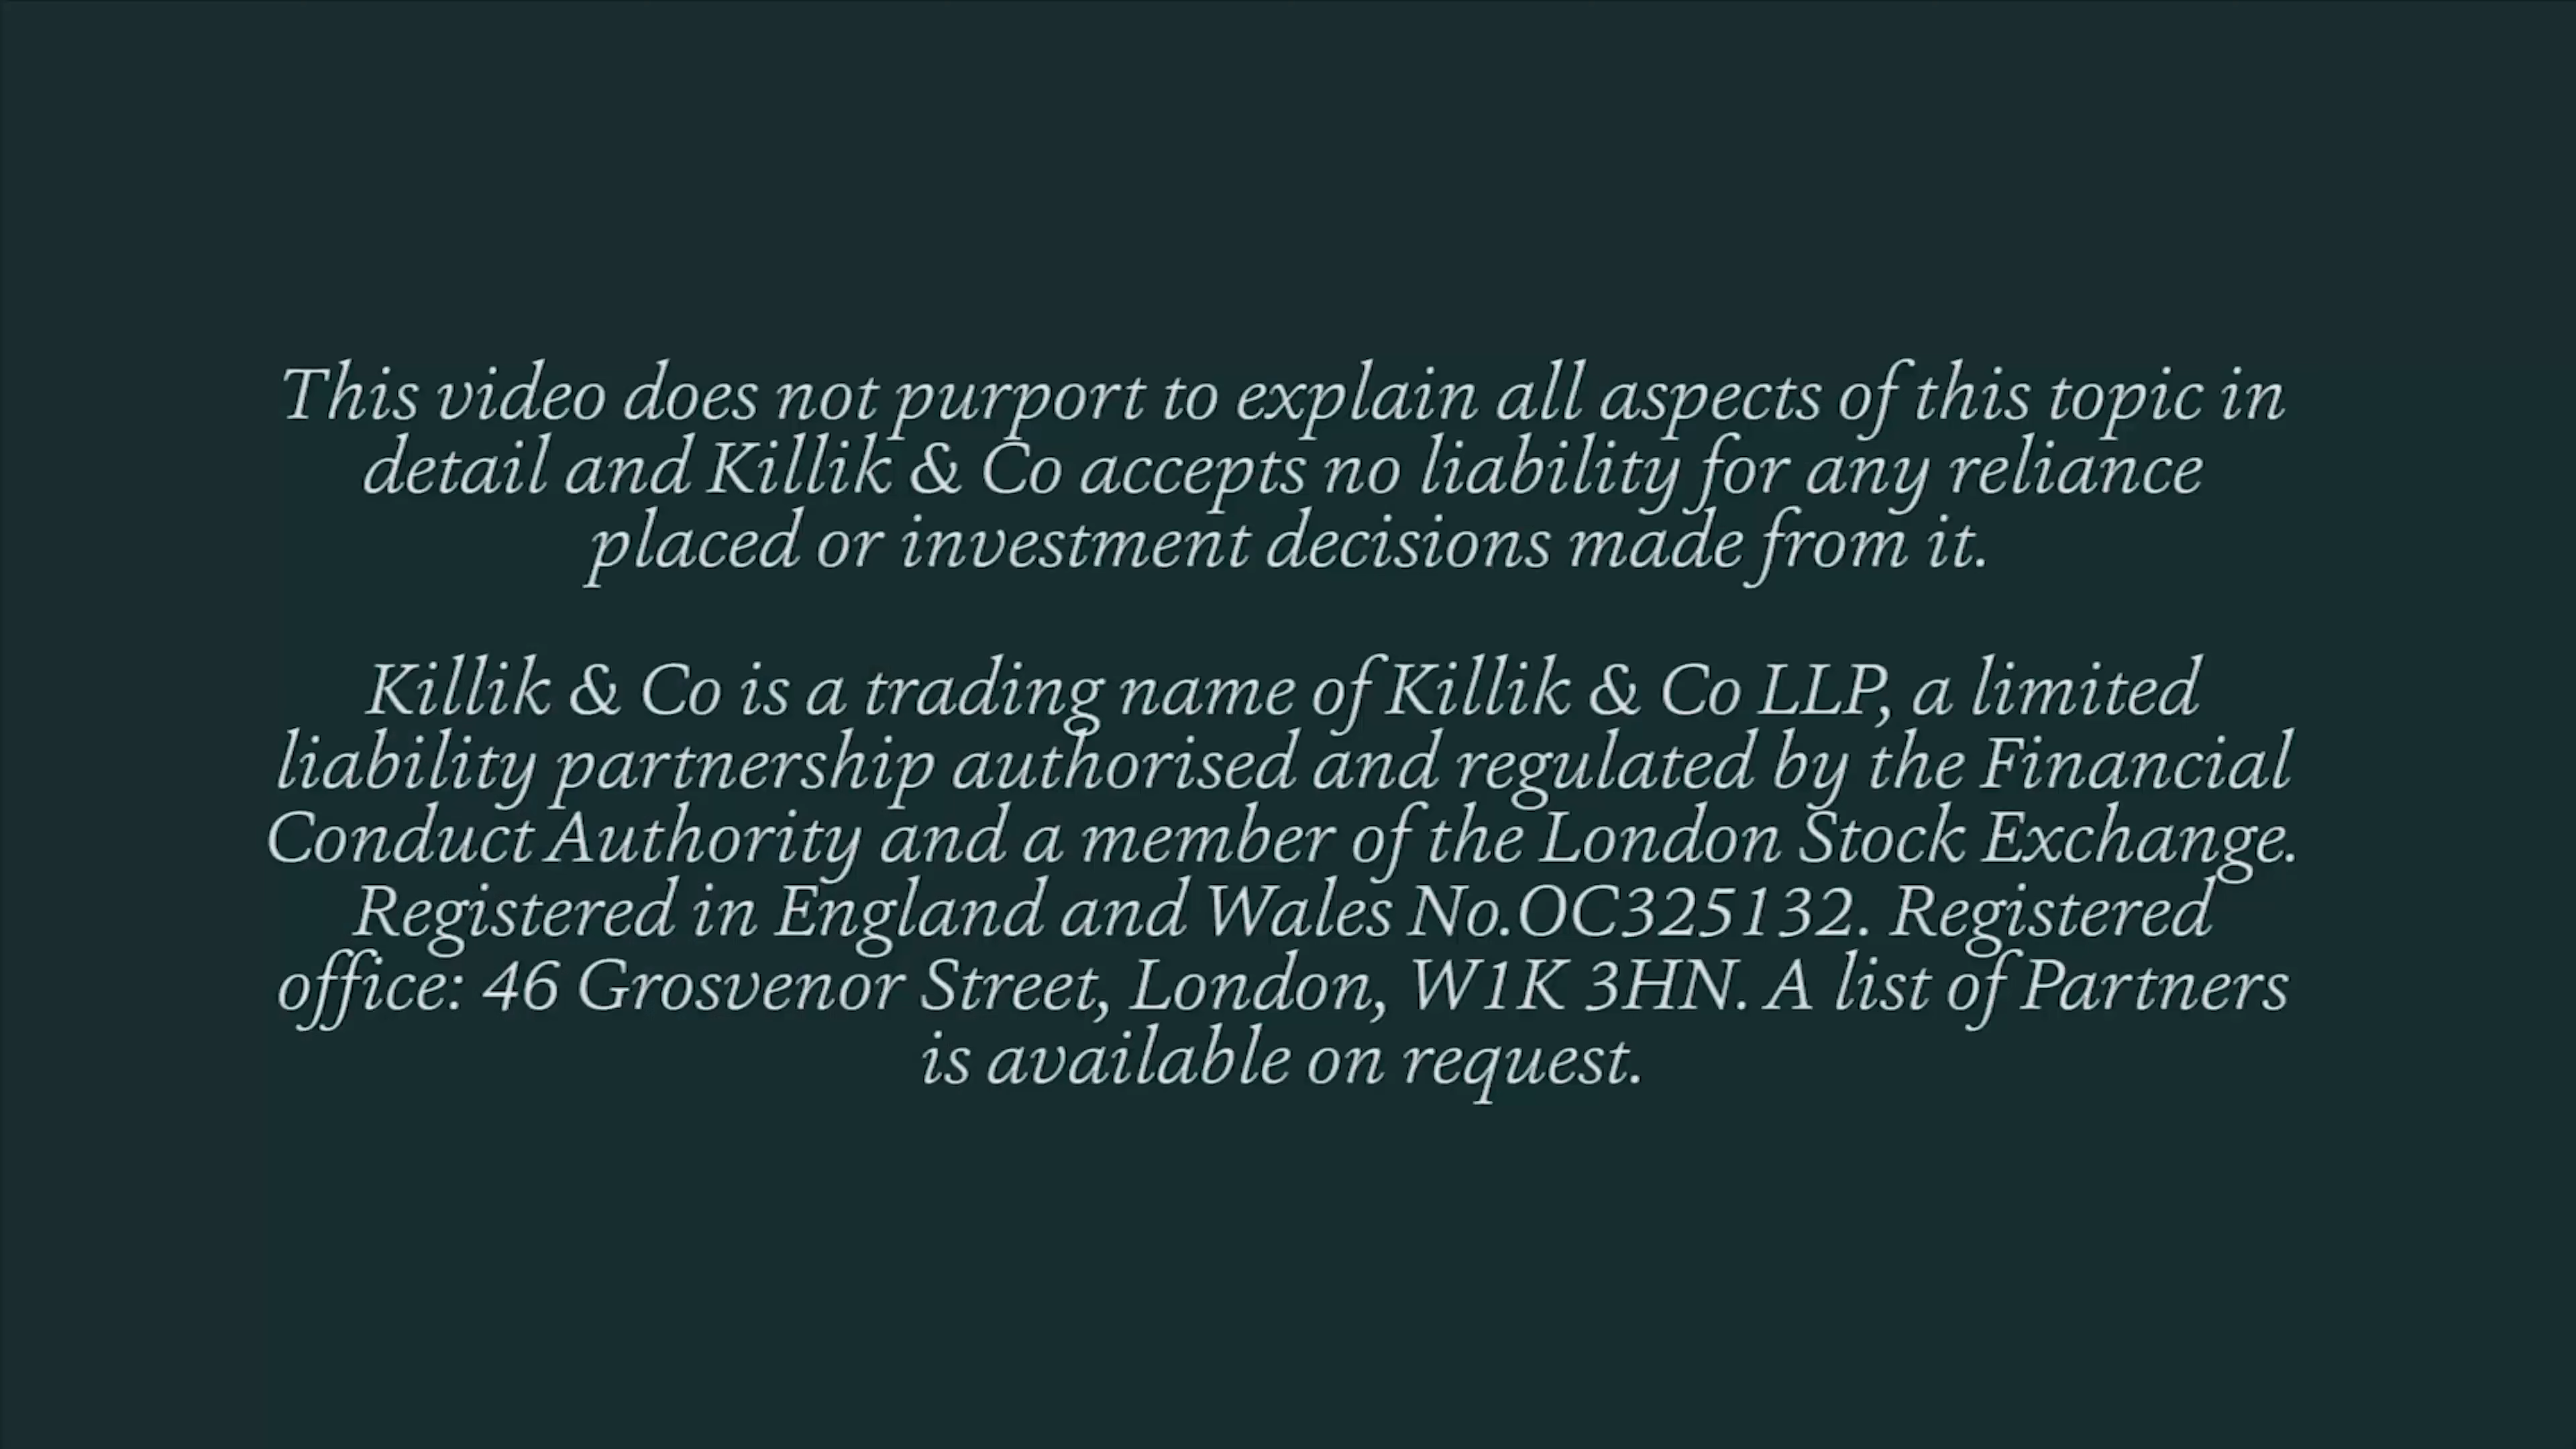 This video does not purport to explain all aspects of this topic in
detail and Killik & Co accepts no liability for any reliance
placed or investment decisions made from it.
Killik & Co is a trading name of Killik & Co LLP, a limited
liability partnership authorised and regulated by the Financial
Conduct Authority and a member of the London Stock Exchange.
Registered in England and Wales No.OC325132. Registered
office: 46 Grosvenor Street, London, W1K 3HN. A list of Partners
is available on request.